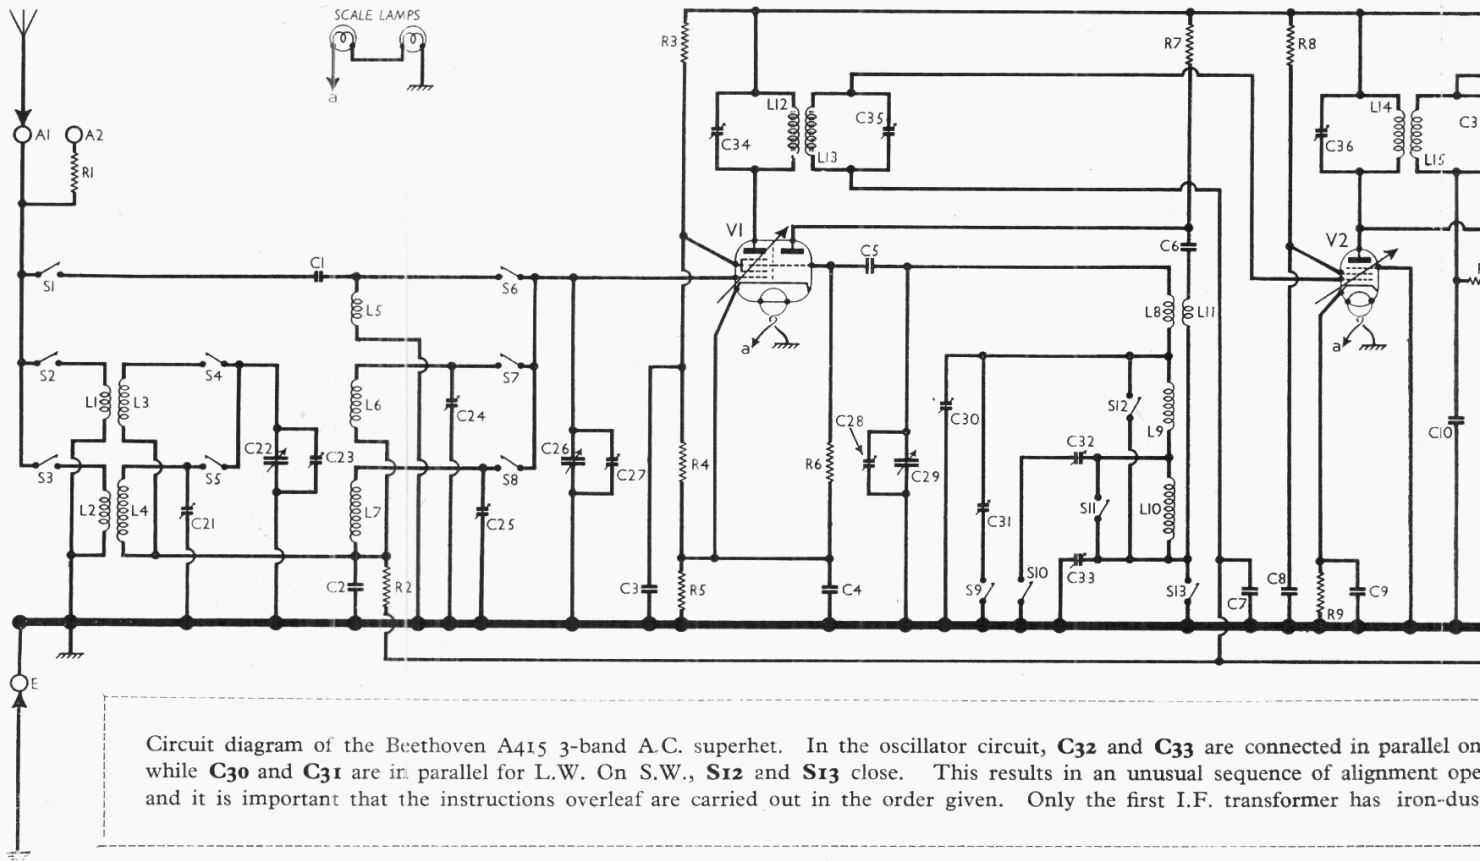 SCALE LAMPS
a
A1
A2
R1
S1
C1
L5
S6
S2
S4
L1
L3
L6
C24
S7
S3
S5
L2
L4
C21
C22
C23
L7
C25
S8
C2
R2
C26
C27
E
R3
L12
C34
C35
L13
R7
R8
L14
C36
C3
L15
V1
C5
C6
V2
a
a
L8
L11
C30
S12
L9
C28
C29
C32
R4
R6
C31
S11
L10
C10
C33
S10
S9
S13
C3
R5
C4
C7
C8
R9
C9
Circuit diagram of the Beethoven A415 3-band A.C. superhet. In the oscillator circuit, C32 and C33 are connected in parallel on
while C30 and C31 are in parallel for L.W. On S.W., S12 and S13 close. This results in an unusual sequence of alignment ope
and it is important that the instructions overleaf are carried out in the order given. Only the first I.F. transformer has iron-dus